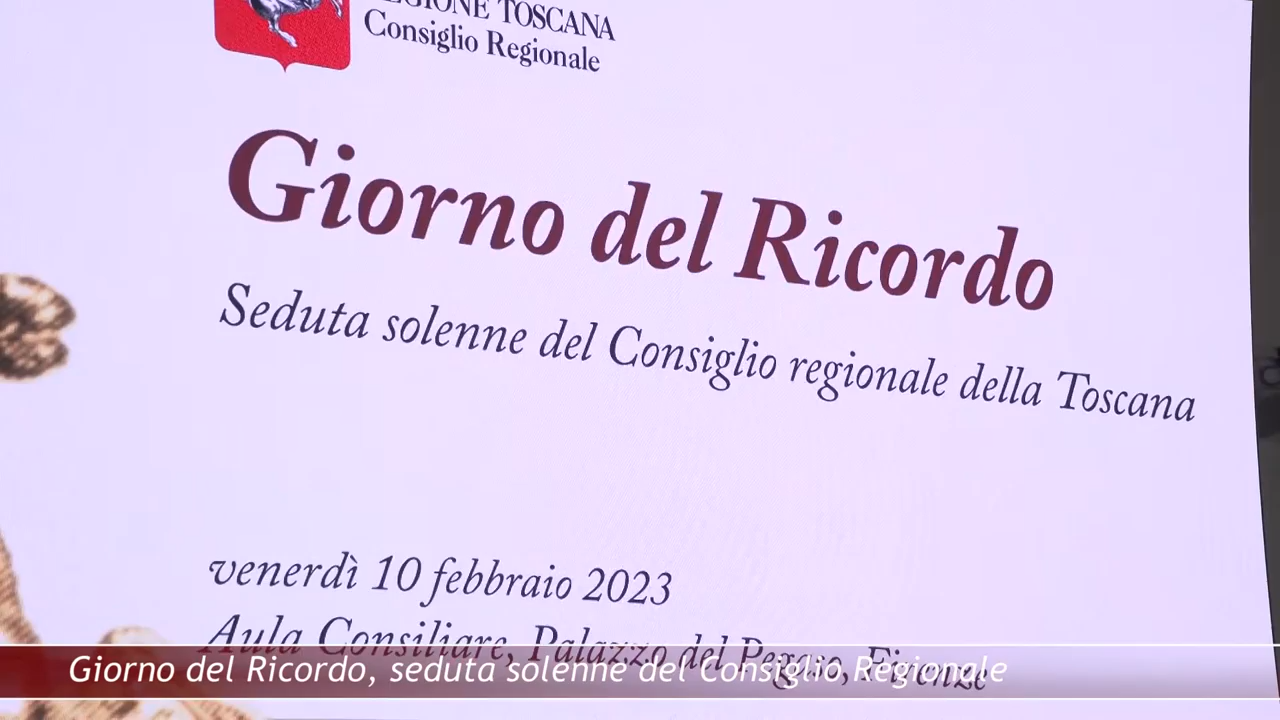 REGIONE TOSCANA
Consiglio Regionale
Giorno del Ricordo
Seduta solenne del Consiglio regionale della Toscana
venerdì 10 febbraio 2023
Aula Consiliare, Palazzo del Pegaso, Firenze
Giorno del Ricordo, seduta solenne del Consiglio Regionale